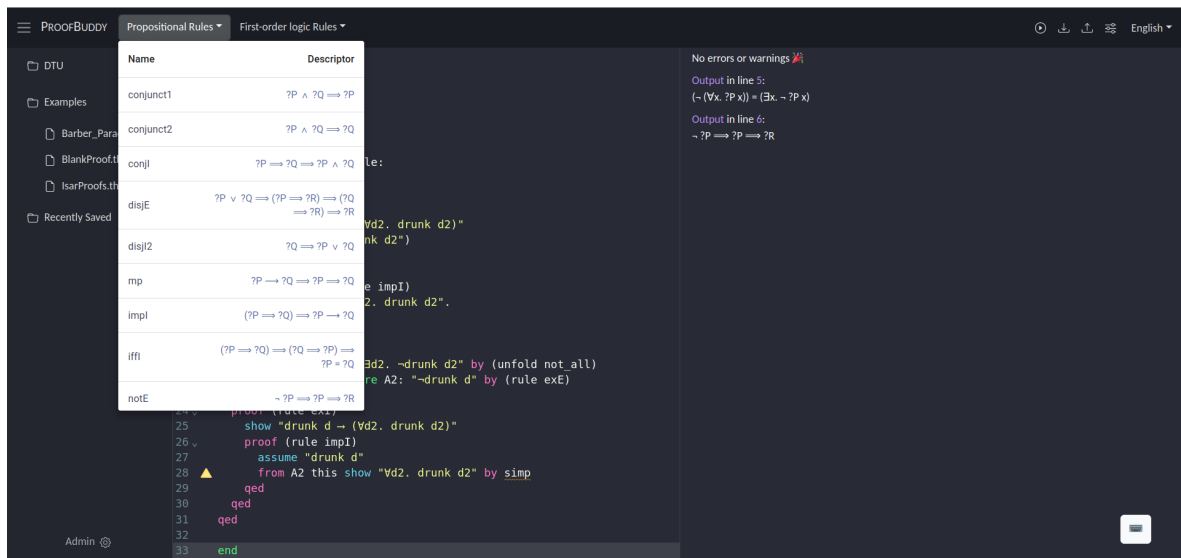 PROOFBUDDY Propositional Rules First-order logic Rules English
DTU
Examples
Barber_Para
BlankProof.th
IsarProofs.th
Recently Saved
Admin
Name Descriptor
conjunct1 ?P ∧ ?Q ⟹ ?P
conjunct2 ?P ∧ ?Q ⟹ ?Q
conjI ?P ⟹ ?Q ⟹ ?P ∧ ?Q
disjE ?P ∨ ?Q ⟹ (?P ⟹ ?R) ⟹ (?Q
⟹ ?R) ⟹ ?R
disjI2 ?Q ⟹ ?P ∨ ?Q
mp ?P ⟶ ?Q ⟹ ?P ⟹ ?Q
impI (?P ⟹ ?Q) ⟹ ?P ⟶ ?Q
iffI (?P ⟹ ?Q) ⟹ (?Q ⟹ ?P) ⟹
?P = ?Q
notE ¬ ?P ⟹ ?P ⟹ ?R
le:
∀d2. drunk d2)"
nk d2")
e impI)
2. drunk d2".
∃d2. ¬drunk d2" by (unfold not_all)
re A2: "¬drunk d" by (rule exE)
24 proof (rule exI)
25 show "drunk d → (∀d2. drunk d2)"
26 proof (rule impI)
27 assume "drunk d"
28 from A2 this show "∀d2. drunk d2" by simp
29 qed
30 qed
31 qed
32
33 end
No errors or warnings 🎉
Output in line 5:
(¬ (∀x. ?P x)) = (∃x. ¬ ?P x)
Output in line 6:
¬ ?P ⟹ ?P ⟹ ?R